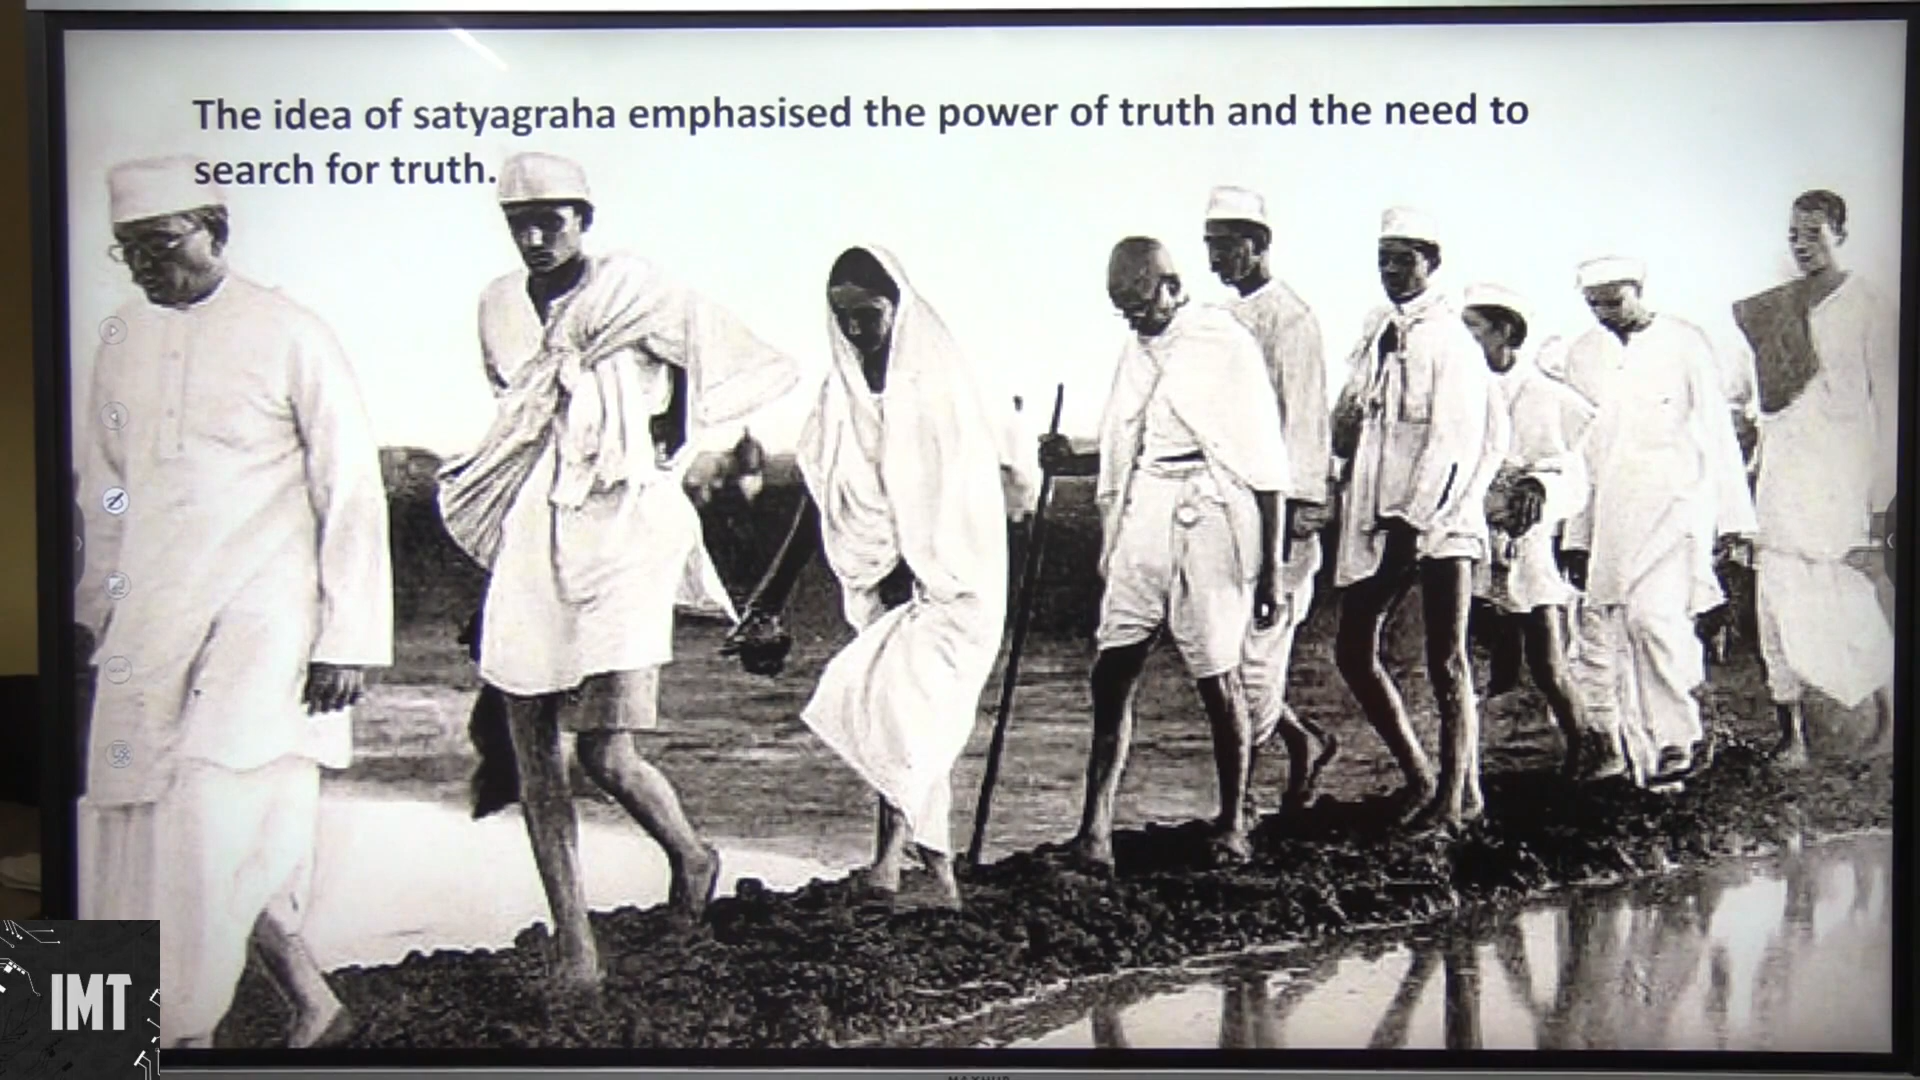 The idea of satyagraha emphasised the power of truth and the need to
search for truth.
IMT